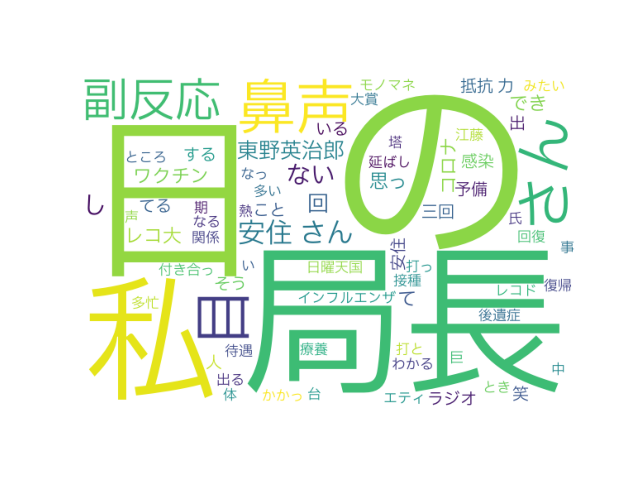 副反応
鼻声
モノマネ
大賞
抵抗 力
みたい
でき
いる
出
日
の
さん
ところ
する
東野英治郎
塔
延ばし
江藤
コロナ
感染
ワクチン
なっ
ない
思っ
予備
多い
し
てる
期
熱
こと
回
三回
氏
声
なる
レコ大
関係
安住 さん
安住
打っ
回復
事
付き合っ
い
日曜天国
接種
そう
私
目
局長
て
インフルエンザ
レコド
復帰
多忙
後遺症
待遇
療養
打と
わかる
巨
人
中
出る
体
かかっ
台
エティ
ラジオ
とき
笑